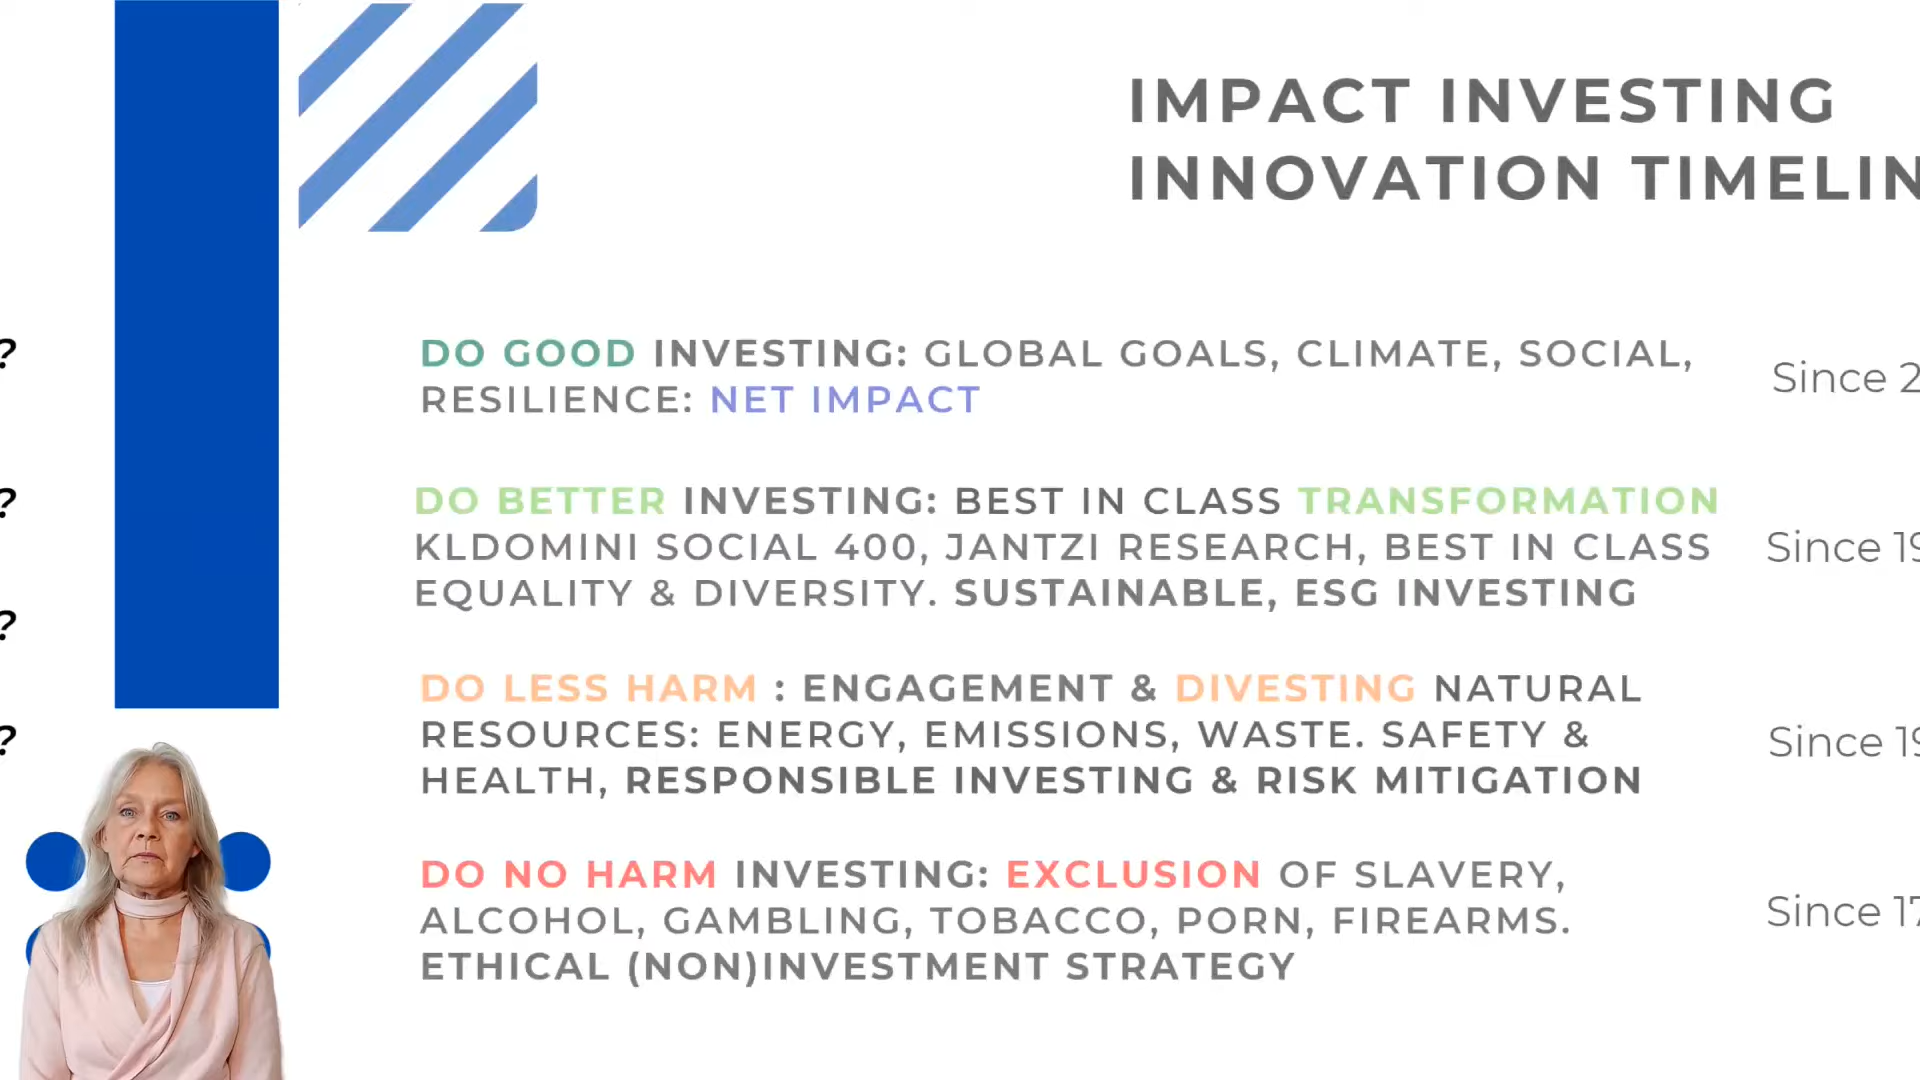 IMPACT INVESTING
INNOVATION TIMELIN
?
DO GOOD INVESTING: GLOBAL GOALS, CLIMATE, SOCIAL,
RESILIENCE: NET IMPACT
Since 2
?
DO BETTER INVESTING: BEST IN CLASS TRANSFORMATION
KLDOMINI SOCIAL 400, JANTZI RESEARCH, BEST IN CLASS
EQUALITY & DIVERSITY. SUSTAINABLE, ESG INVESTING
Since 19
?
DO LESS HARM : ENGAGEMENT & DIVESTING NATURAL
RESOURCES: ENERGY, EMISSIONS, WASTE. SAFETY &
HEALTH, RESPONSIBLE INVESTING & RISK MITIGATION
Since 19
?
DO NO HARM INVESTING: EXCLUSION OF SLAVERY,
ALCOHOL, GAMBLING, TOBACCO, PORN, FIREARMS.
ETHICAL (NON)INVESTMENT STRATEGY
Since 17